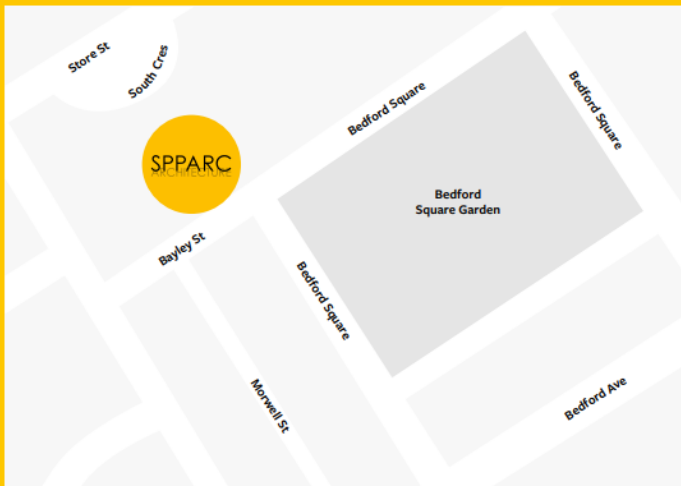 Store St
South Cres
Bedford Square
Bedford Square
SPPARC
ARCHITECTURE
Bedford
Square Garden
Bayley St
Bedford Square
Morwell St
Bedford Ave